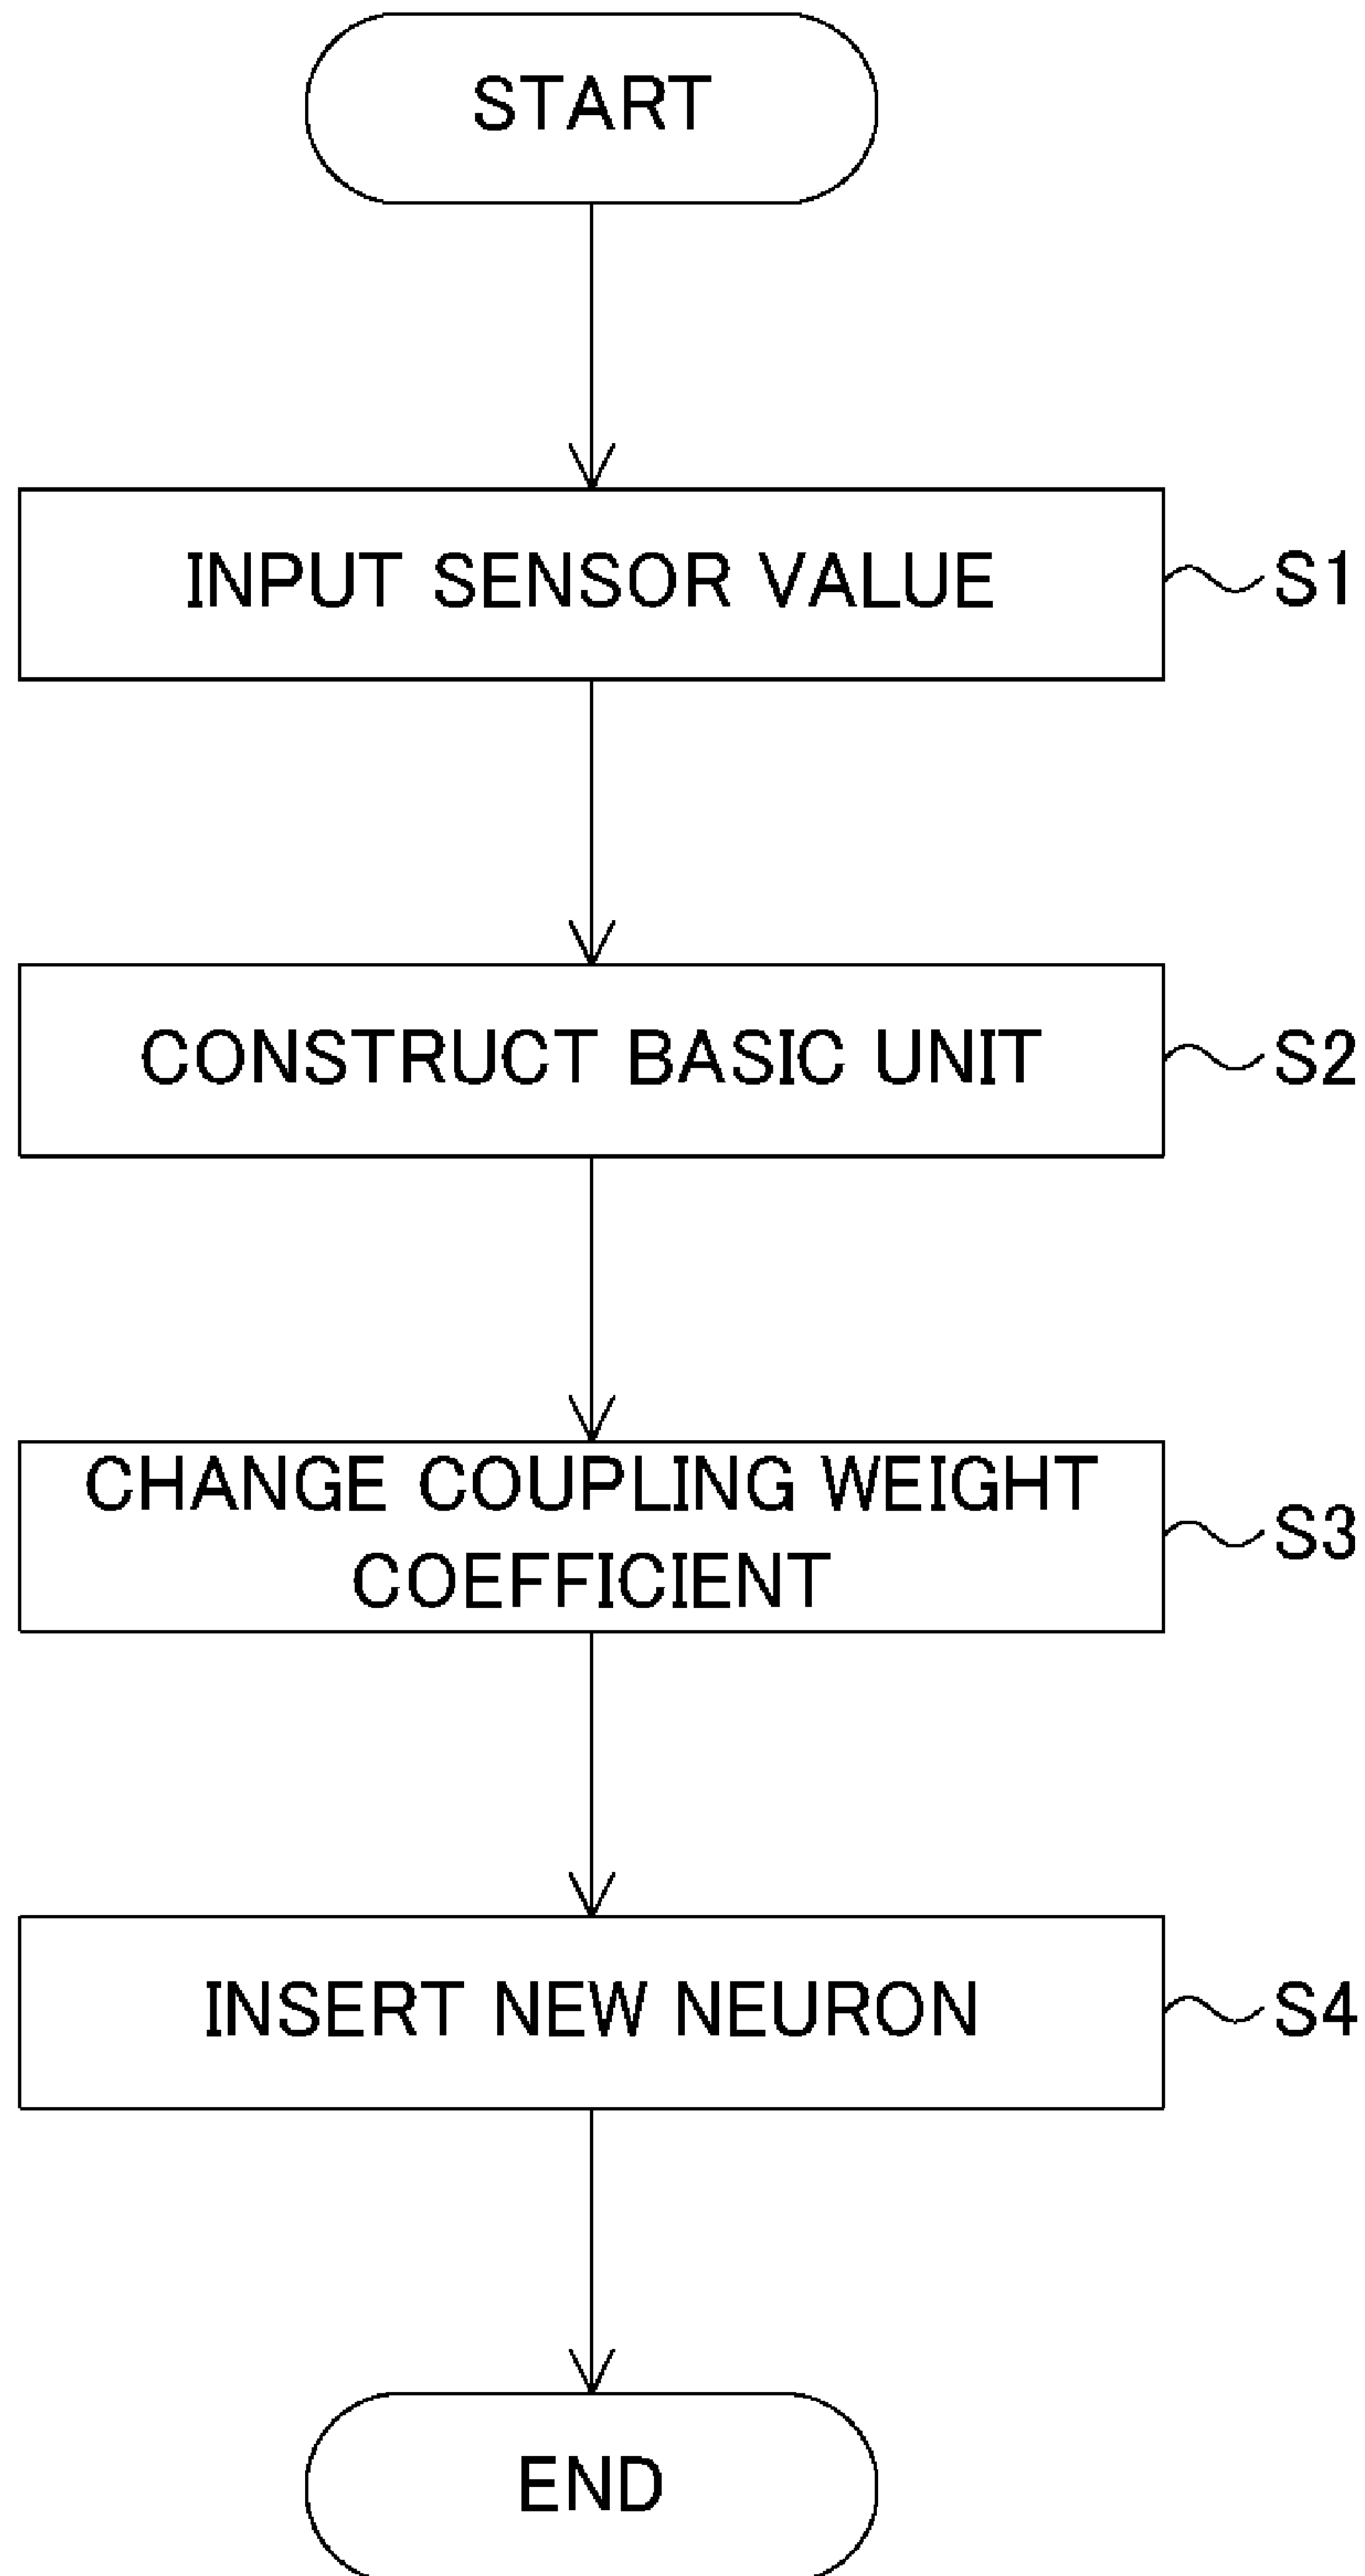 START
INPUT SENSOR VALUE
S1
CONSTRUCT BASIC UNIT
S2
CHANGE COUPLING WEIGHT
COEFFICIENT
S3
INSERT NEW NEURON
S4
END